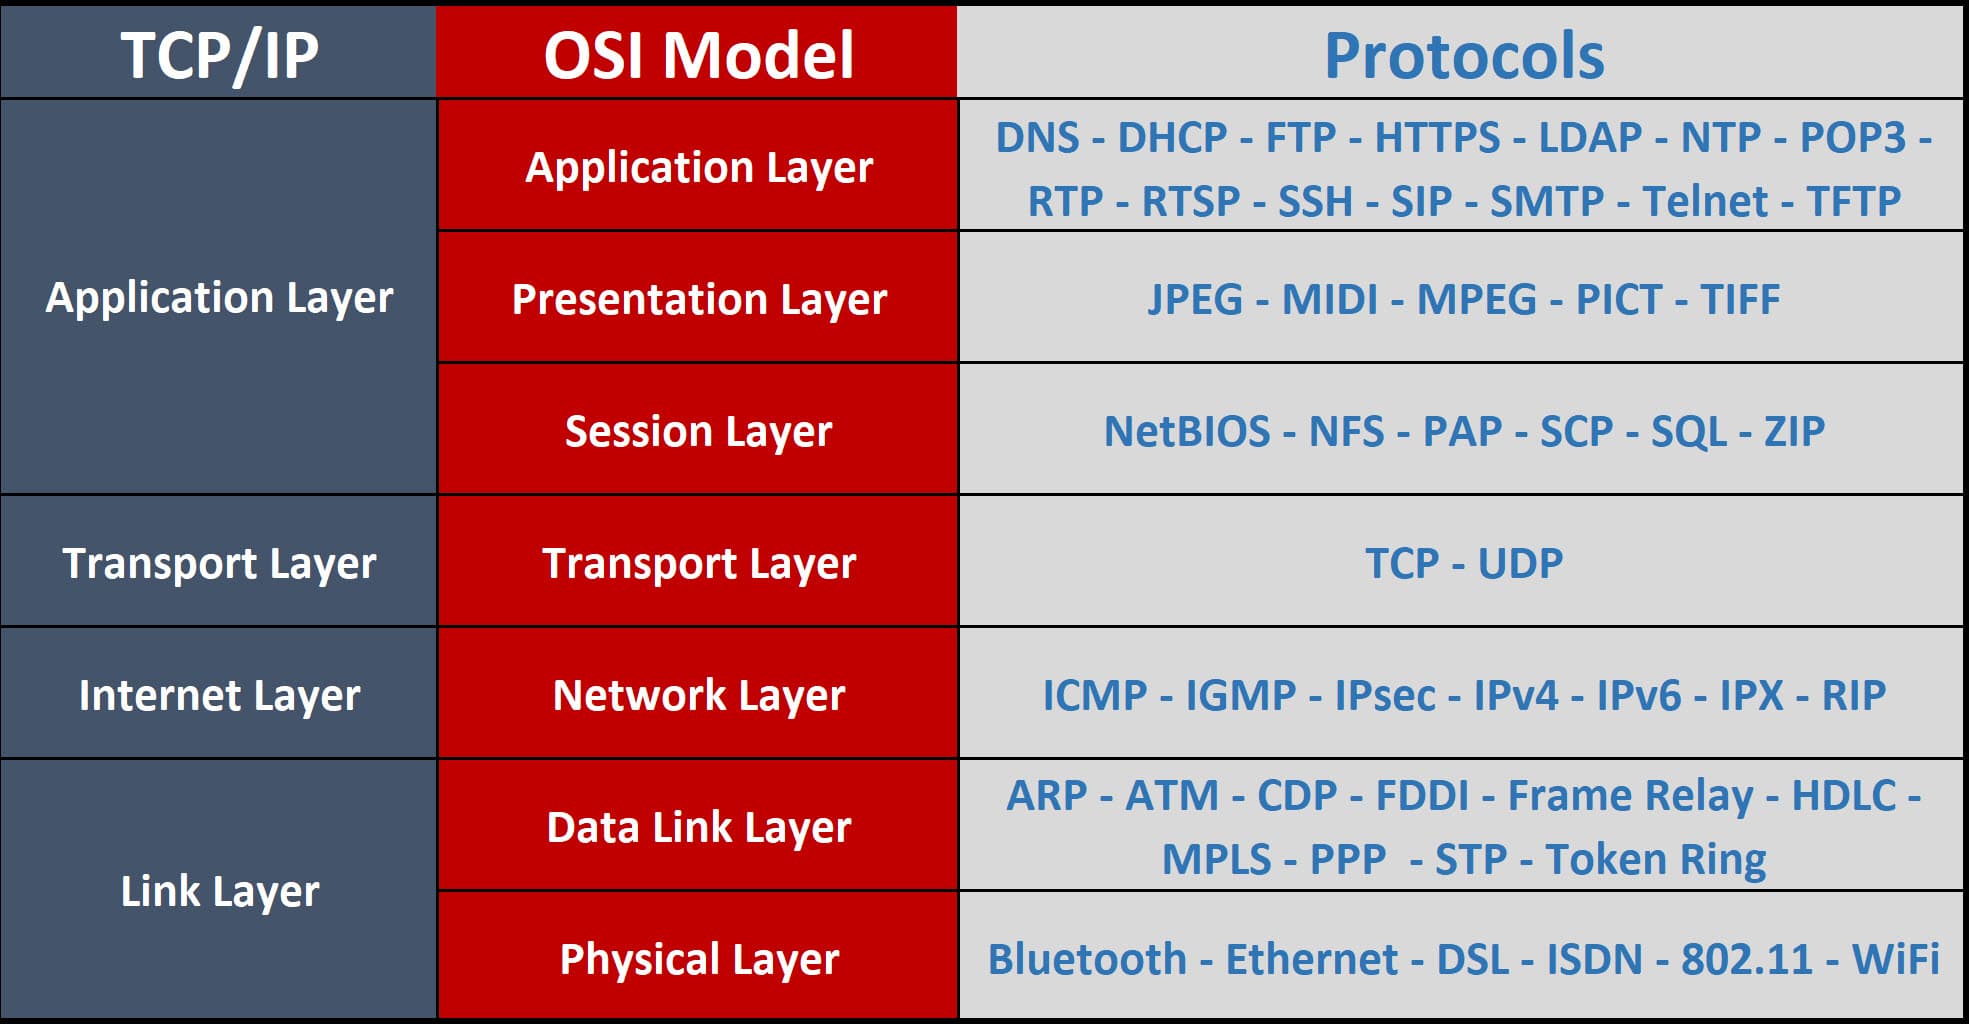 TCP/IP OSI Model Protocols
Application Layer
Application Layer
DNS - DHCP - FTP - HTTPS - LDAP - NTP - POP3 -
RTP - RTSP - SSH - SIP - SMTP - Telnet - TFTP
Presentation Layer
JPEG - MIDI - MPEG - PICT - TIFF
Session Layer
NetBIOS - NFS - PAP - SCP - SQL - ZIP
Transport Layer
Transport Layer
TCP - UDP
Internet Layer
Network Layer
ICMP - IGMP - IPsec - IPv4 - IPv6 - IPX - RIP
Link Layer
Data Link Layer
ARP - ATM - CDP - FDDI - Frame Relay - HDLC -
MPLS - PPP - STP - Token Ring
Physical Layer
Bluetooth - Ethernet - DSL - ISDN - 802.11 - WiFi